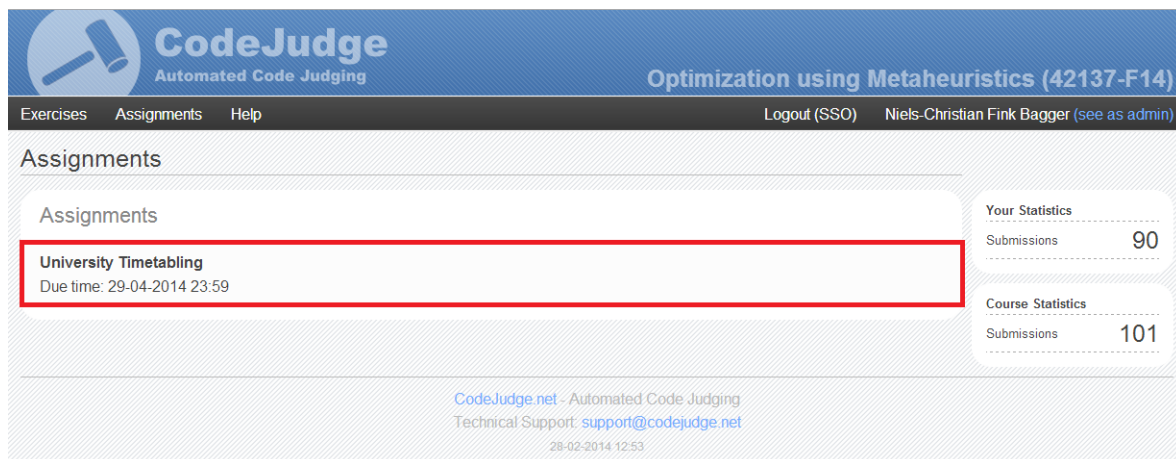 CodeJudge
Automated Code Judging
Optimization using Metaheuristics (42137-F14)
Exercises Assignments Help Logout (SSO) Niels-Christian Fink Bagger (see as admin)
Assignments
Assignments
University Timetabling
Due time: 29-04-2014 23:59
Your Statistics
Submissions 90
Course Statistics
Submissions 101
CodeJudge.net - Automated Code Judging
Technical Support: support@codejudge.net
28-02-2014 12:53